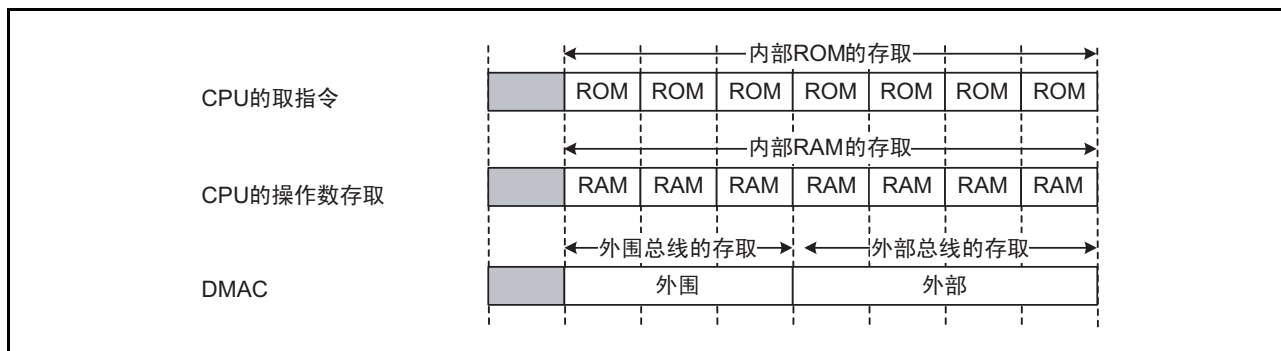 内部ROM的存取
CPU的取指令 ROM ROM ROM ROM ROM ROM ROM
内部RAM的存取
CPU的操作数存取 RAM RAM RAM RAM RAM RAM RAM
外围总线的存取 外部总线的存取
DMAC 外围 外部